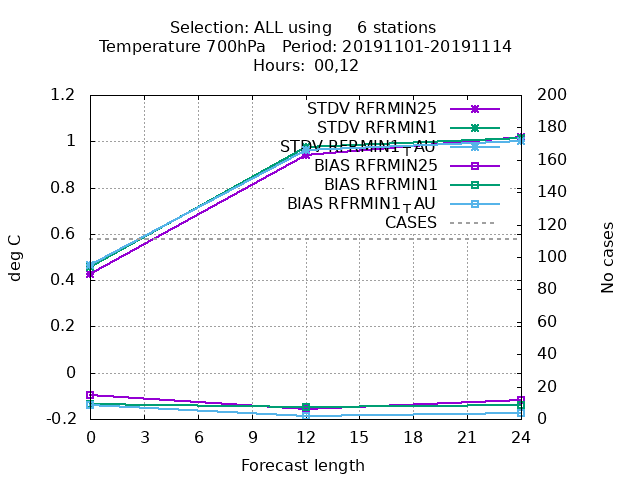 Selection: ALL using     6 stations
Temperature 700hPa   Period: 20191101-20191114
Hours:  00,12
1.2
1
0.8
0.6
0.4
0.2
0
-0.2
deg C
STDV RFRMIN25
STDV RFRMIN1
STDV RFRMIN1_TAU
BIAS RFRMIN25
BIAS RFRMIN1
BIAS RFRMIN1_TAU
CASES
200
180
160
140
120
100
80
60
40
20
0
No cases
0 3 6 9 12 15 18 21 24
Forecast length